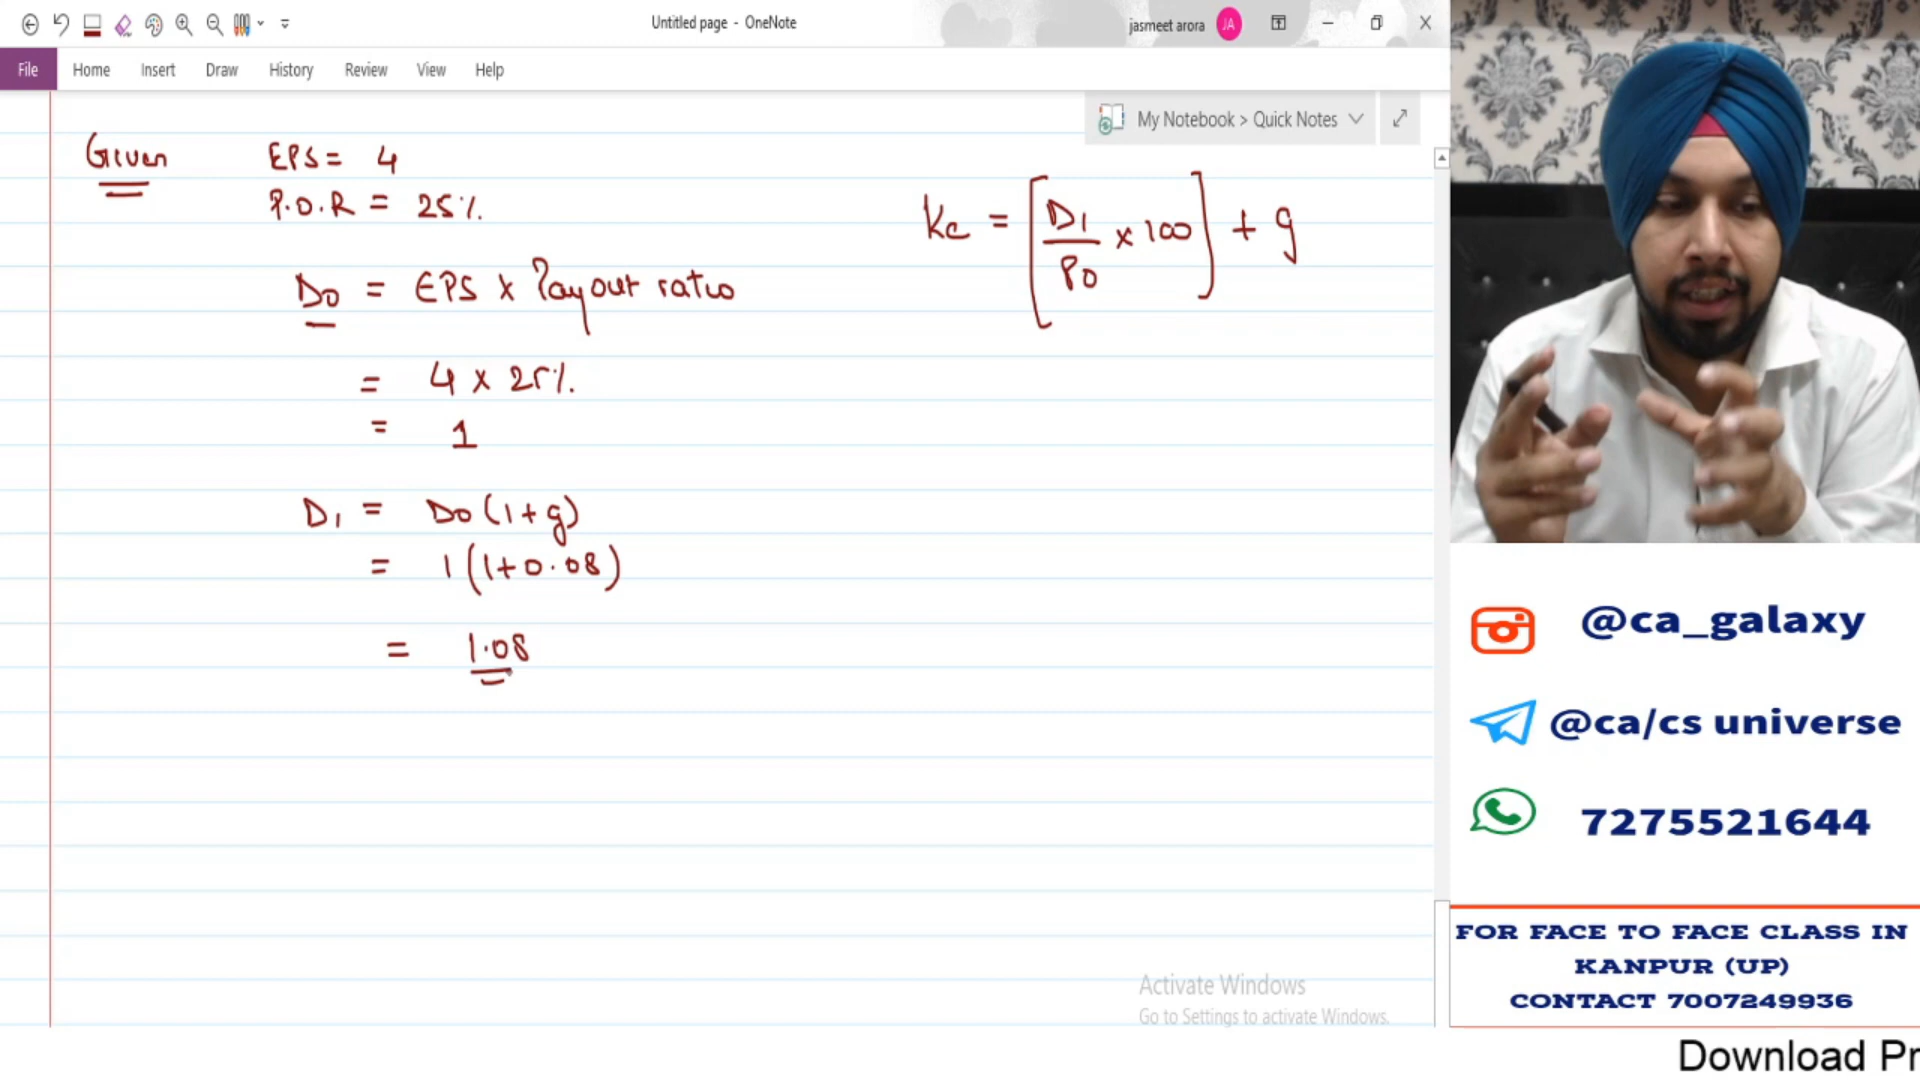 Untitled page - OneNote
jasmeet arora
JA
File Home Insert Draw History Review View Help
My Notebook > Quick Notes
Given EPS = 4
P.O.R = 25%
Do = EPS x Payout ratio
= 4 x 25%
= 1
D1 = Do (1+g)
= 1 (1+0.08)
= 1.08
Ke = [D1/Po x 100] + g
@ca_galaxy
@ca/cs universe
7275521644
FOR FACE TO FACE CLASS IN
KANPUR (UP)
CONTACT 7007249936
Activate Windows
Go to Settings to activate Windows.
Download Pr